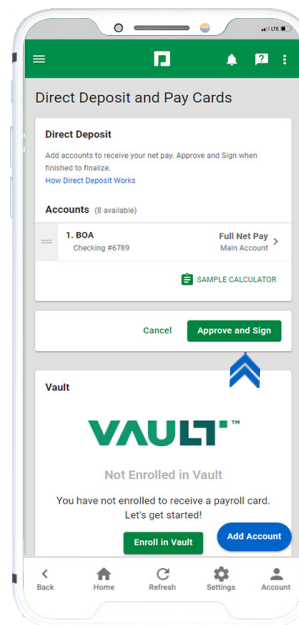 LTE
Direct Deposit and Pay Cards
Direct Deposit
Add accounts to receive your net pay. Approve and Sign when
finished to finalize.
How Direct Deposit Works
Accounts (8 available)
1. BOA
Full Net Pay
Checking #6789
Main Account
SAMPLE CALCULATOR
Cancel
Approve and Sign
Vault
VAULT™
Not Enrolled in Vault
You have not enrolled to receive a payroll card.
Let's get started!
Enroll in Vault
Add Account
Back Home Refresh Settings Account